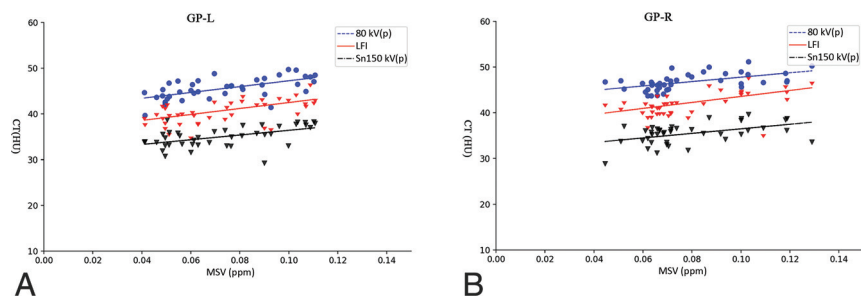 GP-L
80 kV(p)
LFI
Sn150 kV(p)
CT(HU)
60
50
40
30
20
10
0.00 0.02 0.04 0.06 0.08 0.10 0.12 0.14
MSV (ppm)
A
GP-R
80 kV(p)
LFI
Sn150 kV(p)
CT (HU)
60
50
40
30
20
10
0.00 0.02 0.04 0.06 0.08 0.10 0.12 0.14
MSV (ppm)
B